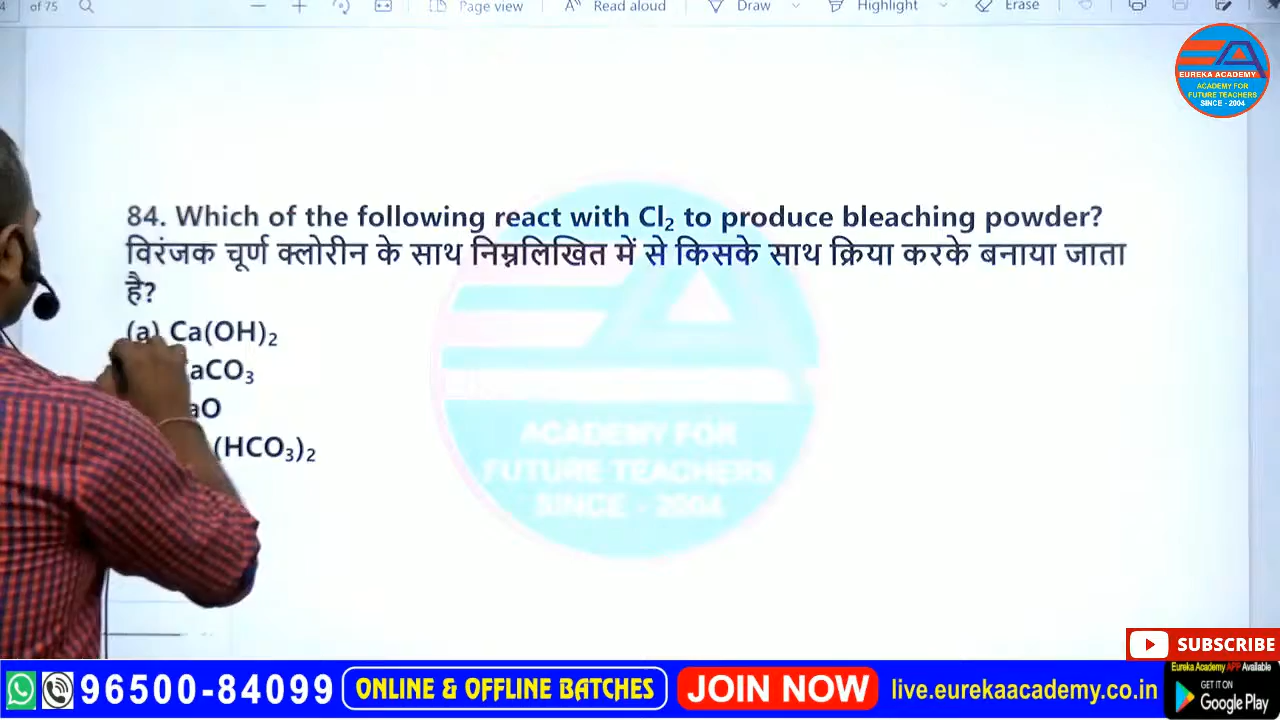 4 of 75 Page view Read aloud Draw Highlight Erase
EUREKA ACADEMY
ACADEMY FOR
FUTURE TEACHERS
SINCE - 2004
84. Which of the following react with Cl₂ to produce bleaching powder?
विरंजक चूर्ण क्लोरीन के साथ निम्नलिखित में से किसके साथ क्रिया करके बनाया जाता
है?
(a) Ca(OH)₂
aCO₃
aO
(HCO₃)₂
ACADEMY FOR
FUTURE TEACHERS
SINCE - 2004
SUBSCRIBE
96500-84099 ONLINE & OFFLINE BATCHES JOIN NOW live.eurekaacademy.co.in
Eureka Academy APP Available
GET IT ON
Google Play